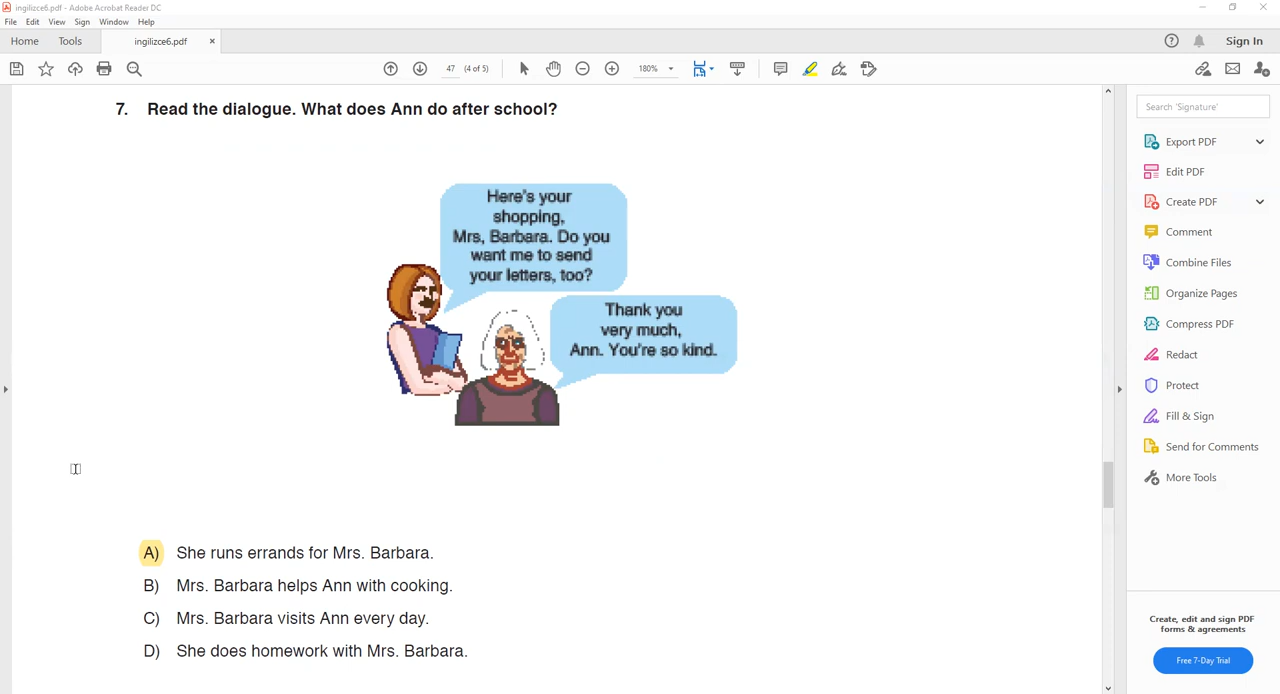 ingilizce6.pdf - Adobe Acrobat Reader DC
File Edit View Sign Window Help
Home Tools ingilizce6.pdf × Sign In
47 (4 of 5) 180%
7. Read the dialogue. What does Ann do after school?
Here's your
shopping,
Mrs, Barbara. Do you
want me to send
your letters, too?
Thank you
very much,
Ann. You're so kind.
A) She runs errands for Mrs. Barbara.
B) Mrs. Barbara helps Ann with cooking.
C) Mrs. Barbara visits Ann every day.
D) She does homework with Mrs. Barbara.
Search 'Signature'
Export PDF
Edit PDF
Create PDF
Comment
Combine Files
Organize Pages
Compress PDF
Redact
Protect
Fill & Sign
Send for Comments
More Tools
Create, edit and sign PDF
forms & agreements
Free 7-Day Trial